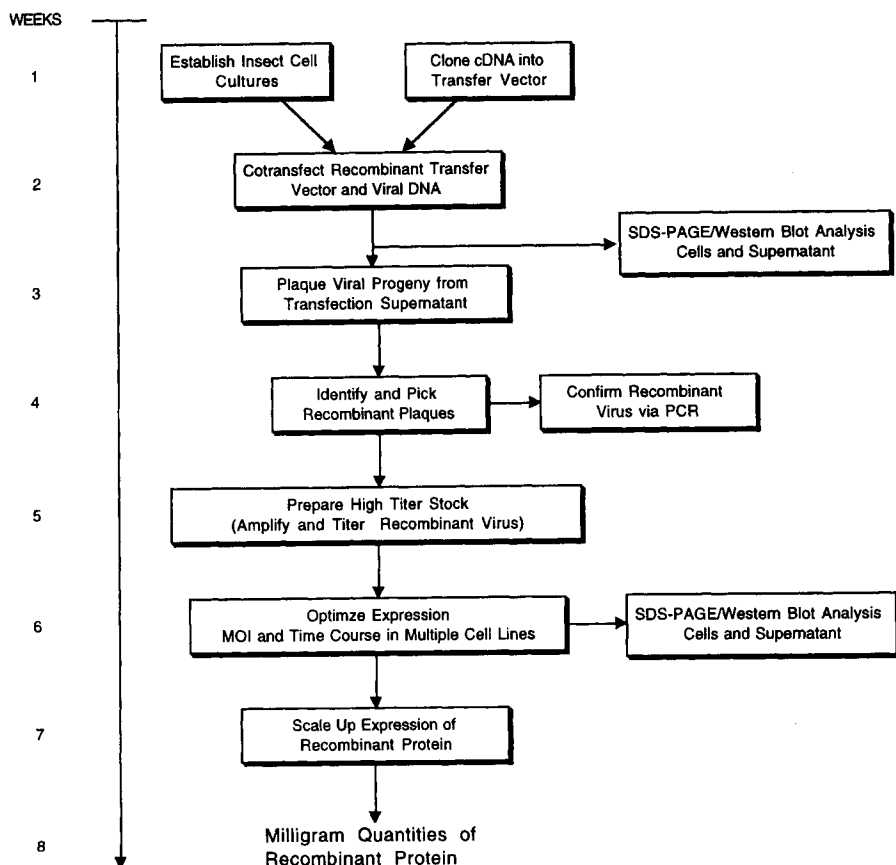 WEEKS
1
Establish Insect Cell
Cultures
Clone cDNA into
Transfer Vector
2
Cotransfect Recombinant Transfer
Vector and Viral DNA
SDS-PAGE/Western Blot Analysis
Cells and Supernatant
3
Plaque Viral Progeny from
Transfection Supernatant
4
Identify and Pick
Recombinant Plaques
Confirm Recombinant
Virus via PCR
5
Prepare High Titer Stock
(Amplify and Titer Recombinant Virus)
6
Optimze Expression
MOI and Time Course in Multiple Cell Lines
SDS-PAGE/Western Blot Analysis
Cells and Supernatant
7
Scale Up Expression of
Recombinant Protein
8
Milligram Quantities of
Recombinant Protein